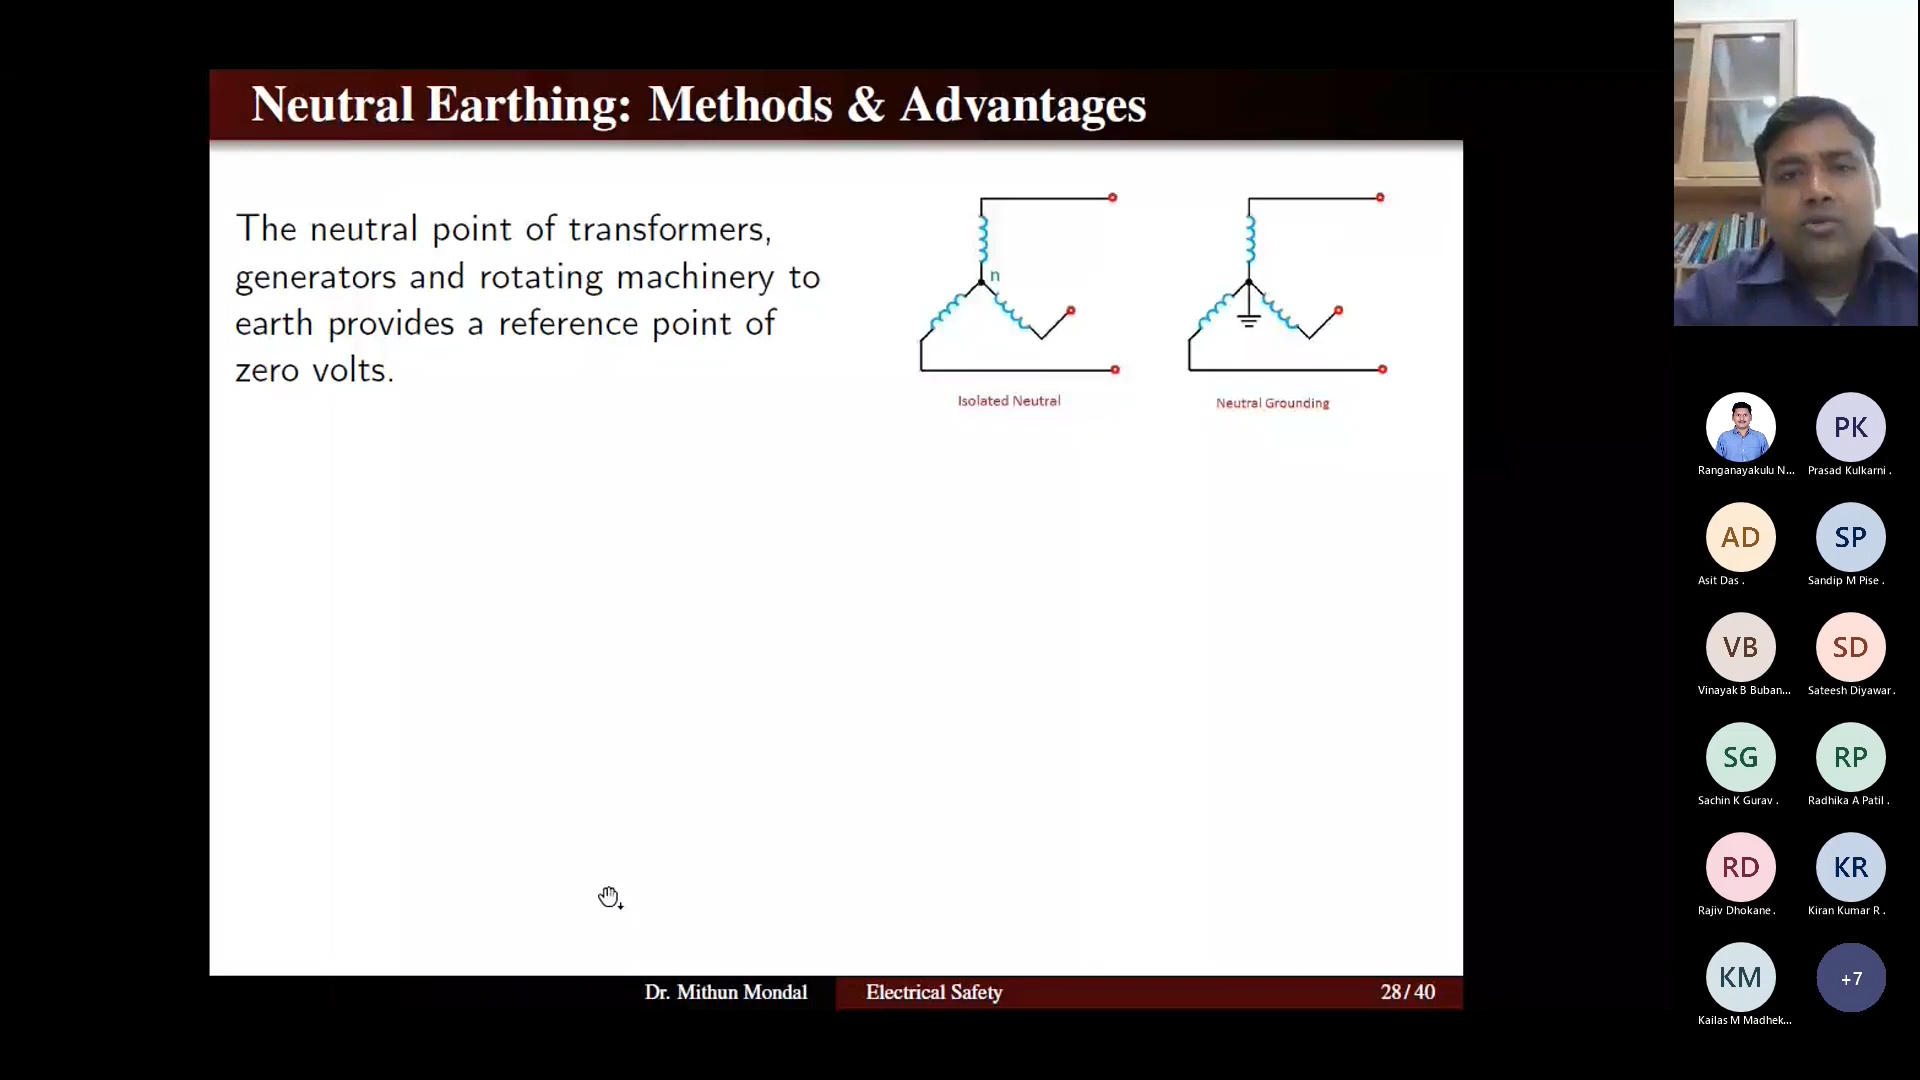 Neutral Earthing: Methods & Advantages
The neutral point of transformers,
generators and rotating machinery to
earth provides a reference point of
zero volts.
n
Isolated Neutral
Neutral Grounding
Dr. Mithun Mondal
Electrical Safety
28/40
PK
Ranganayakulu N...
Prasad Kulkarni .
AD
SP
Asit Das .
Sandip M Pise .
VB
SD
Vinayak B Buban...
Sateesh Diyawar .
SG
RP
Sachin K Gurav .
Radhika A Patil .
RD
KR
Rajiv Dhokane .
Kiran Kumar R .
KM
+7
Kailas M Madhek...